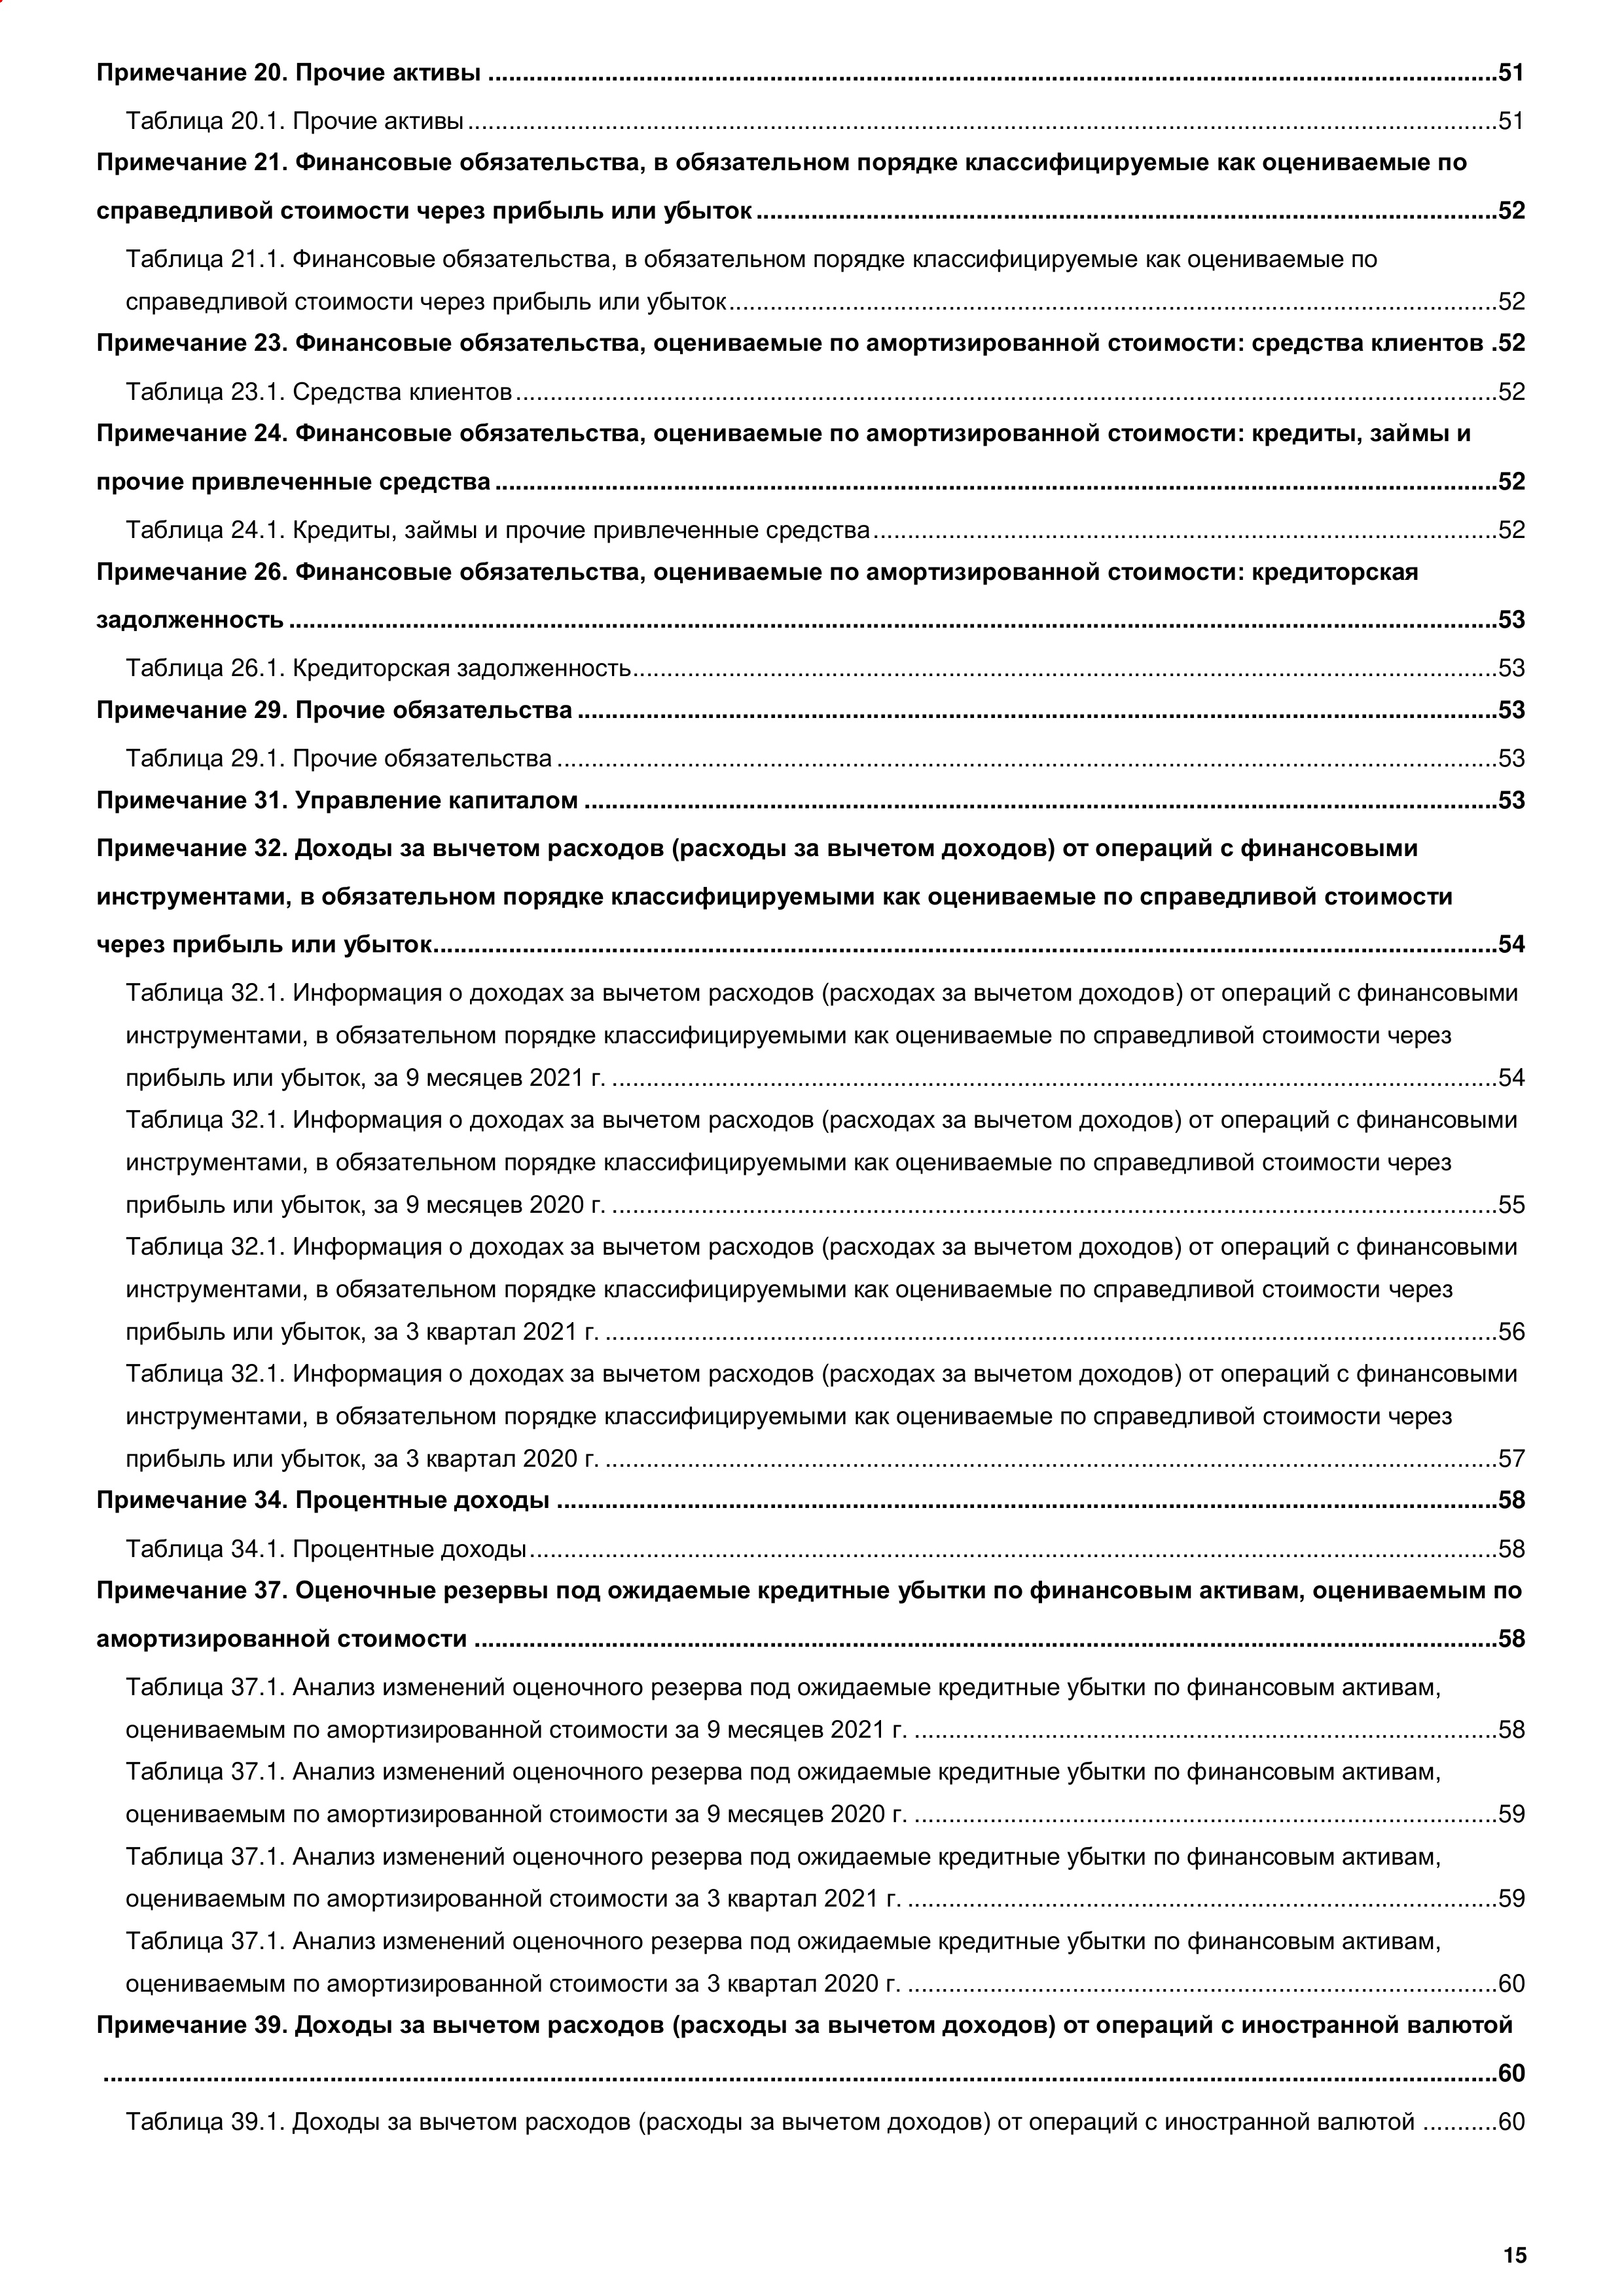 Примечание 20. Прочие активы ....................................................................................................51
Таблица 20.1. Прочие активы ....................................................................................................51
Примечание 21. Финансовые обязательства, в обязательном порядке классифицируемые как оцениваемые по
справедливой стоимости через прибыль или убыток ....................................................................................................52
Таблица 21.1. Финансовые обязательства, в обязательном порядке классифицируемые как оцениваемые по
справедливой стоимости через прибыль или убыток ....................................................................................................52
Примечание 23. Финансовые обязательства, оцениваемые по амортизированной стоимости: средства клиентов .52
Таблица 23.1. Средства клиентов ....................................................................................................52
Примечание 24. Финансовые обязательства, оцениваемые по амортизированной стоимости: кредиты, займы и
прочие привлеченные средства ....................................................................................................52
Таблица 24.1. Кредиты, займы и прочие привлеченные средства ....................................................................................................52
Примечание 26. Финансовые обязательства, оцениваемые по амортизированной стоимости: кредиторская
задолженность ....................................................................................................53
Таблица 26.1. Кредиторская задолженность ....................................................................................................53
Примечание 29. Прочие обязательства ....................................................................................................53
Таблица 29.1. Прочие обязательства ....................................................................................................53
Примечание 31. Управление капиталом ....................................................................................................53
Примечание 32. Доходы за вычетом расходов (расходы за вычетом доходов) от операций с финансовыми
инструментами, в обязательном порядке классифицируемыми как оцениваемые по справедливой стоимости
через прибыль или убыток ....................................................................................................54
Таблица 32.1. Информация о доходах за вычетом расходов (расходах за вычетом доходов) от операций с финансовыми
инструментами, в обязательном порядке классифицируемыми как оцениваемые по справедливой стоимости через
прибыль или убыток, за 9 месяцев 2021 г. ....................................................................................................54
Таблица 32.1. Информация о доходах за вычетом расходов (расходах за вычетом доходов) от операций с финансовыми
инструментами, в обязательном порядке классифицируемыми как оцениваемые по справедливой стоимости через
прибыль или убыток, за 9 месяцев 2020 г. ....................................................................................................55
Таблица 32.1. Информация о доходах за вычетом расходов (расходах за вычетом доходов) от операций с финансовыми
инструментами, в обязательном порядке классифицируемыми как оцениваемые по справедливой стоимости через
прибыль или убыток, за 3 квартал 2021 г. ....................................................................................................56
Таблица 32.1. Информация о доходах за вычетом расходов (расходах за вычетом доходов) от операций с финансовыми
инструментами, в обязательном порядке классифицируемыми как оцениваемые по справедливой стоимости через
прибыль или убыток, за 3 квартал 2020 г. ....................................................................................................57
Примечание 34. Процентные доходы ....................................................................................................58
Таблица 34.1. Процентные доходы ....................................................................................................58
Примечание 37. Оценочные резервы под ожидаемые кредитные убытки по финансовым активам, оцениваемым по
амортизированной стоимости ....................................................................................................58
Таблица 37.1. Анализ изменений оценочного резерва под ожидаемые кредитные убытки по финансовым активам,
оцениваемым по амортизированной стоимости за 9 месяцев 2021 г. ....................................................................................................58
Таблица 37.1. Анализ изменений оценочного резерва под ожидаемые кредитные убытки по финансовым активам,
оцениваемым по амортизированной стоимости за 9 месяцев 2020 г. ....................................................................................................59
Таблица 37.1. Анализ изменений оценочного резерва под ожидаемые кредитные убытки по финансовым активам,
оцениваемым по амортизированной стоимости за 3 квартал 2021 г. ....................................................................................................59
Таблица 37.1. Анализ изменений оценочного резерва под ожидаемые кредитные убытки по финансовым активам,
оцениваемым по амортизированной стоимости за 3 квартал 2020 г. ....................................................................................................60
Примечание 39. Доходы за вычетом расходов (расходы за вычетом доходов) от операций с иностранной валютой
....................................................................................................60
Таблица 39.1. Доходы за вычетом расходов (расходы за вычетом доходов) от операций с иностранной валютой ...........60
15